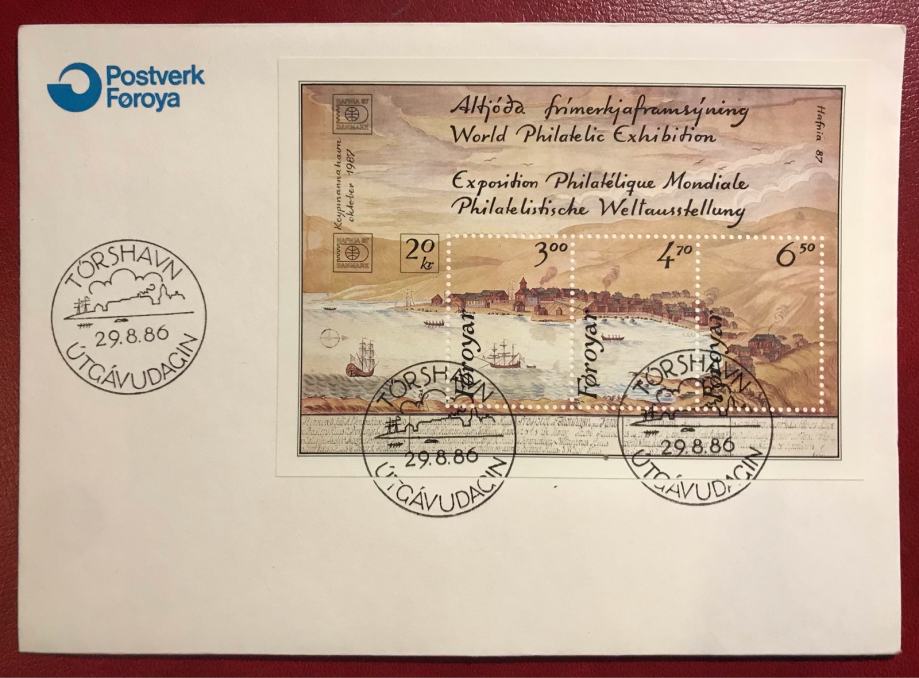 Postverk
Føroya
HAFNIA 87
DANMARK
Keypmannahavn
oktober 1987
HAFNIA 87
DANMARK
Altjóða frímerkjaframsýning
World Philatelic Exhibition
Exposition Philatélique Mondiale
Philatelistische Weltausstellung
Hafnia 87
20 kr
3 00
4 70
6 50
Føroyar
Føroyar
Føroyar
TÓRSHAVN
29.8.86
ÚTGÁVUDAGIN
TÓRSHAVN
29.8.86
ÚTGÁVUDAGIN
TÓRSHAVN
29.8.86
ÚTGÁVUDAGIN